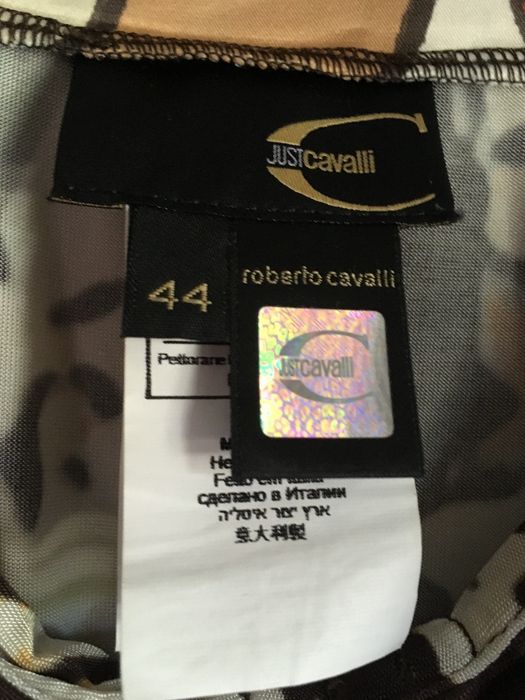 JUST cavalli
44
roberto cavalli
JUST cavalli
Pettorane
сделано в Италии
ארץ יצור איטליה
意大利製